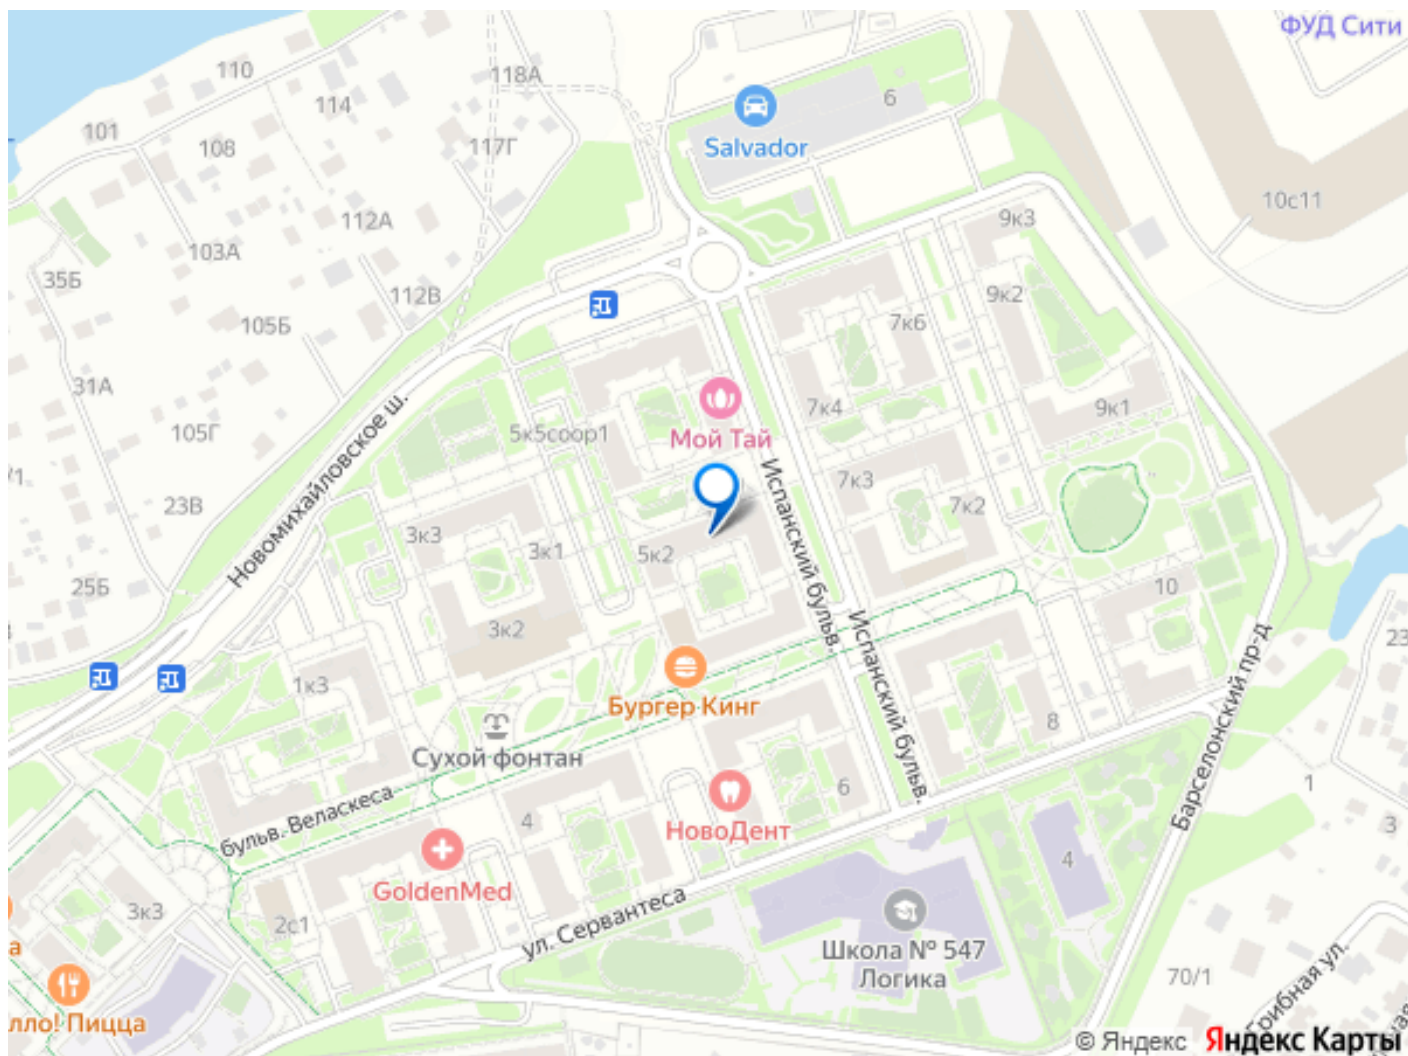 ФУД Сити
110
118А
114
6
101
117Г
108
Salvador
10с11
112А
9к3
103А
35Б
112В
9к2
105Б
7к6
31А
7к4
9к1
105Г
5к5соор1
Мой Тай
Новомихайловское ш.
7к3
23В
7к2
Испанский бульв.
3к3
3к1
5к2
25Б
10
3к2
Испанский бульв.
23
1к3
Бургер Кинг
8
Барселонский пр-д
Сухой фонтан
6
1
бульв. Веласкеса
4
НовоДент
3
4
GoldenMed
ул. Сервантеса
3к3
2с1
Школа № 547
Логика
70/1
Грибная ул.
лло! Пицца
© Яндекс Яндекс Карты